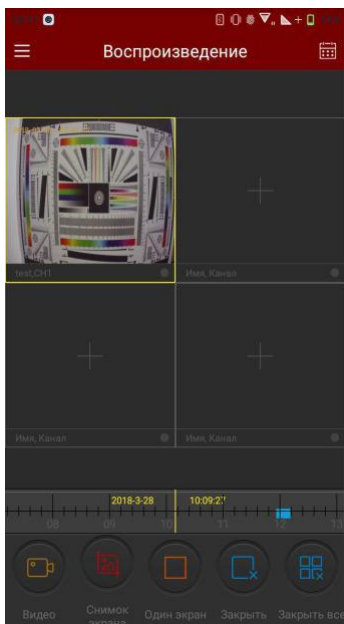 Воспроизведение
test,CH1
Имя, Канал
Имя, Канал
Имя, Канал
2018-3-28 10:09:27
08 09 10 11 12 13
Видео
Снимок экрана
Один экран
Закрыть
Закрыть все